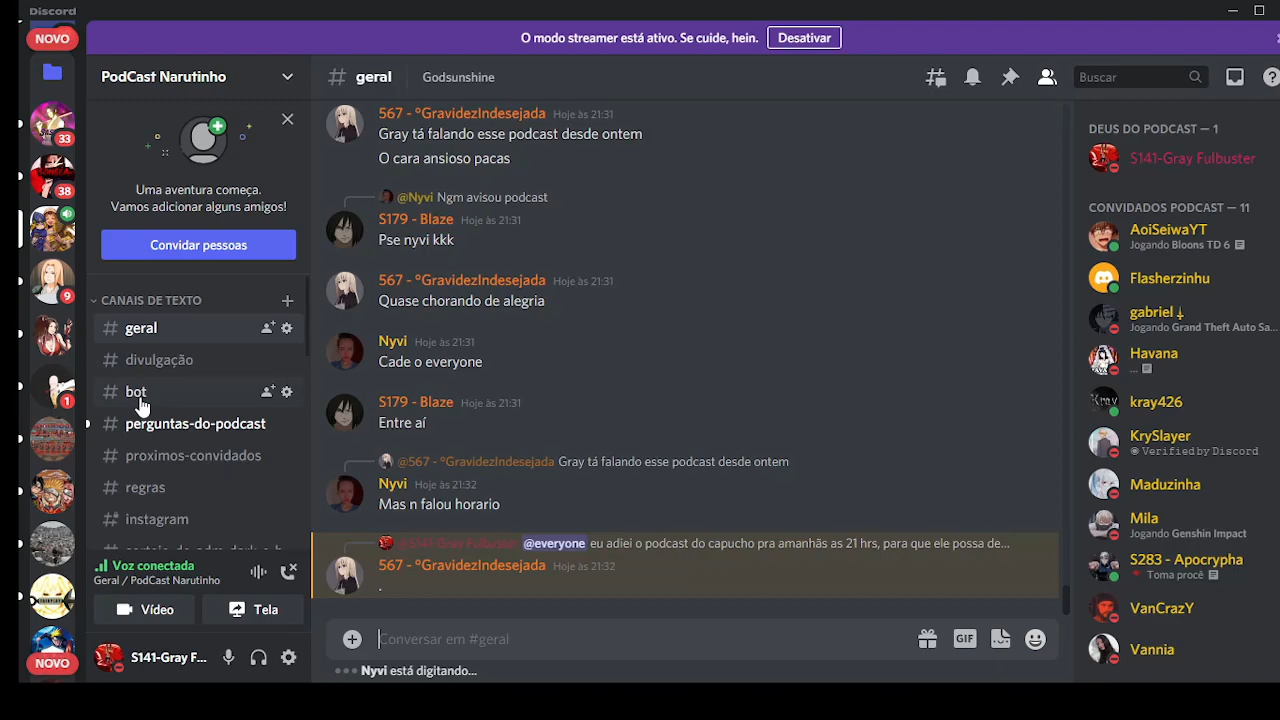 Discord
NOVO
O modo streamer está ativo. Se cuide, hein.
Desativar
PodCast Narutinho
geral
Godsunshine
Buscar
33
38
9
1
NOVO
Uma aventura começa.
Vamos adicionar alguns amigos!
Convidar pessoas
CANAIS DE TEXTO
# geral
# divulgação
# bot
# perguntas-do-podcast
# proximos-convidados
# regras
# instagram
Voz conectada
Geral / PodCast Narutinho
Vídeo
Tela
S141-Gray F...
567 - °GravidezIndesejada Hoje às 21:31
Gray tá falando esse podcast desde ontem
O cara ansioso pacas
@Nyvi Ngm avisou podcast
S179 - Blaze Hoje às 21:31
Pse nyvi kkk
567 - °GravidezIndesejada Hoje às 21:31
Quase chorando de alegria
Nyvi Hoje às 21:31
Cade o everyone
S179 - Blaze Hoje às 21:31
Entre aí
@567 - °GravidezIndesejada Gray tá falando esse podcast desde ontem
Nyvi Hoje às 21:32
Mas n falou horario
@S141-Gray Fulbuster @everyone eu adiei o podcast do capucho pra amanhãs as 21 hrs, para que ele possa de...
567 - °GravidezIndesejada Hoje às 21:32
.
Conversar em #geral
GIF
Nyvi está digitando...
DEUS DO PODCAST — 1
S141-Gray Fulbuster
CONVIDADOS PODCAST — 11
AoiSeiwaYT
Jogando Bloons TD 6
Flasherzinhu
gabriel ↓
Jogando Grand Theft Auto Sa...
Havana
...
kray426
KrySlayer
Verified by Discord
Maduzinha
Mila
Jogando Genshin Impact
S283 - Apocrypha
Toma procê
VanCrazY
Vannia